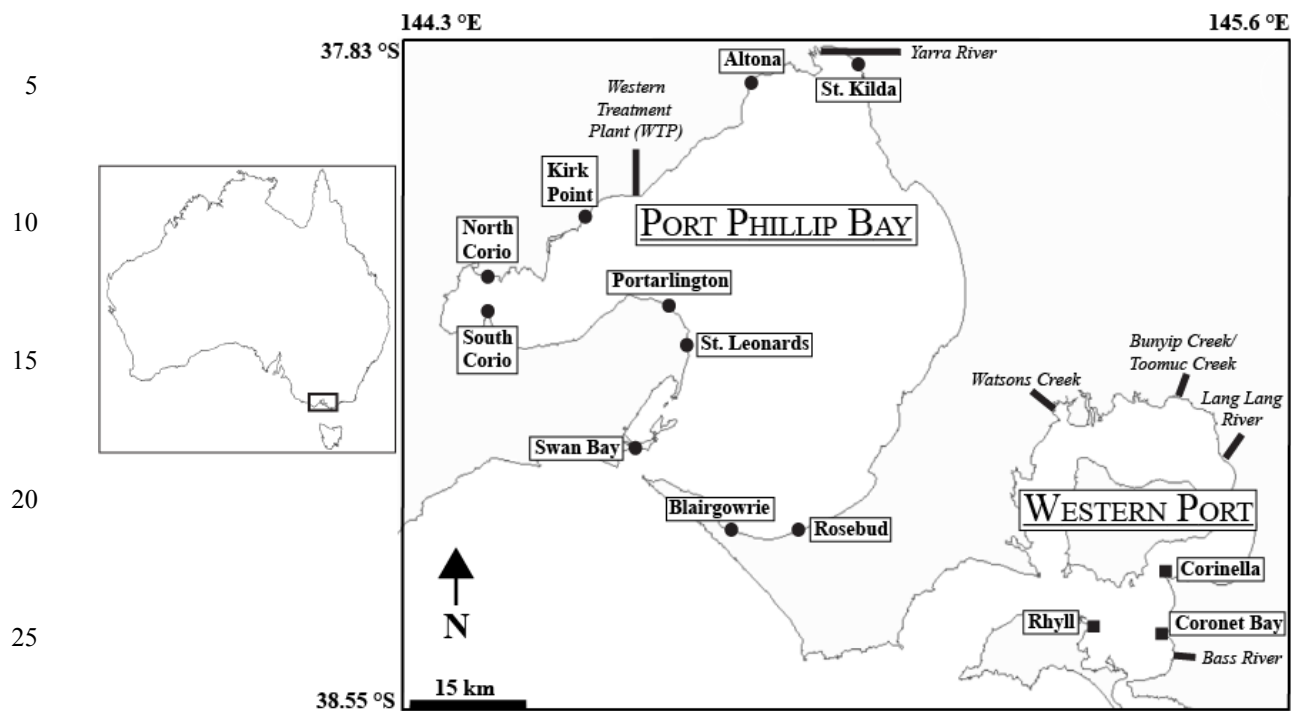 144.3 °E
145.6 °E
37.83 °S
5
Altona
Yarra River
St. Kilda
Western
Treatment
Plant (WTP)
Kirk
Point
10
PORT PHILLIP BAY
North
Corio
Portarlington
South
Corio
St. Leonards
15
Bunyip Creek/
Toomuc Creek
Watsons Creek
Lang Lang
River
Swan Bay
20
Blairgowrie
Rosebud
WESTERN PORT
Corinella
N
25
Rhyll
Coronet Bay
Bass River
15 km
38.55 °S